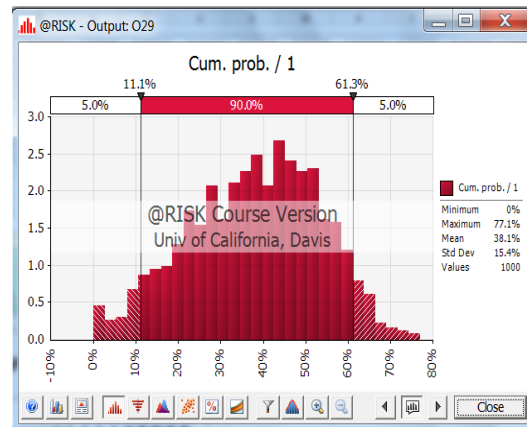 @RISK - Output: O29
Cum. prob. / 1
11.1% 61.3%
5.0% 90.0% 5.0%
3.0
2.5
2.0
1.5
1.0
0.5
0.0
@RISK Course Version
Univ of California, Davis
-10%
0%
10%
20%
30%
40%
50%
60%
70%
80%
Cum. prob. / 1
Minimum 0%
Maximum 77.1%
Mean 38.1%
Std Dev 15.4%
Values 1000
Close